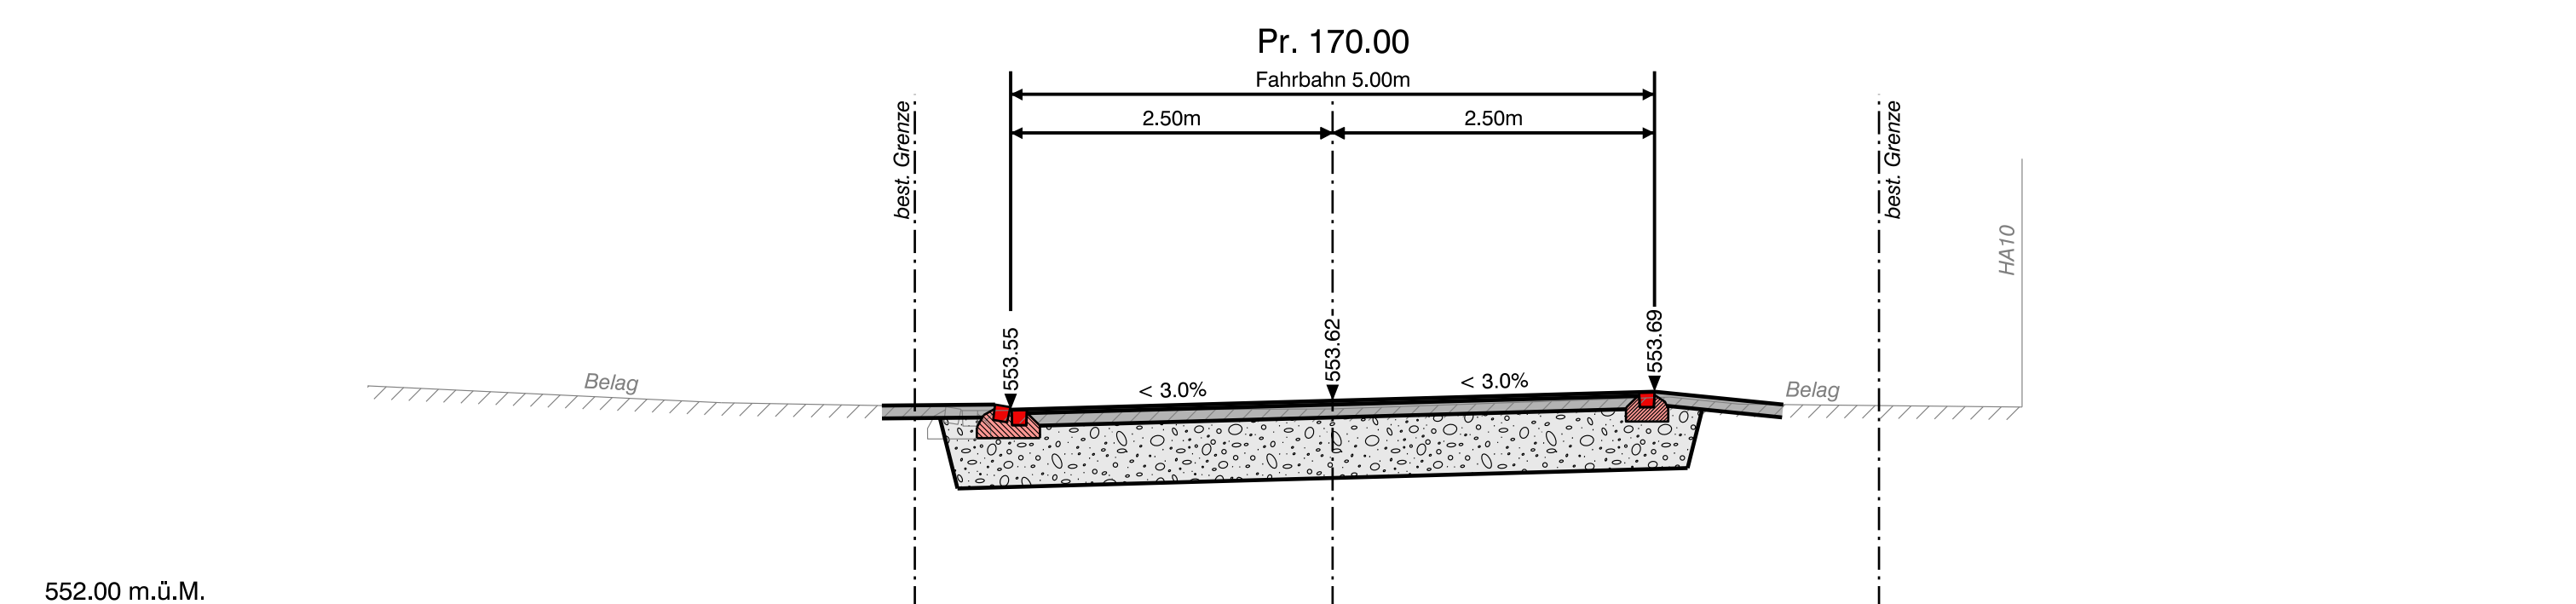 Pr. 170.00
Fahrbahn 5.00m
2.50m
2.50m
best. Grenze
best. Grenze
HA10
553.55
553.62
553.69
Belag
< 3.0%
< 3.0%
Belag
552.00 m.ü.M.